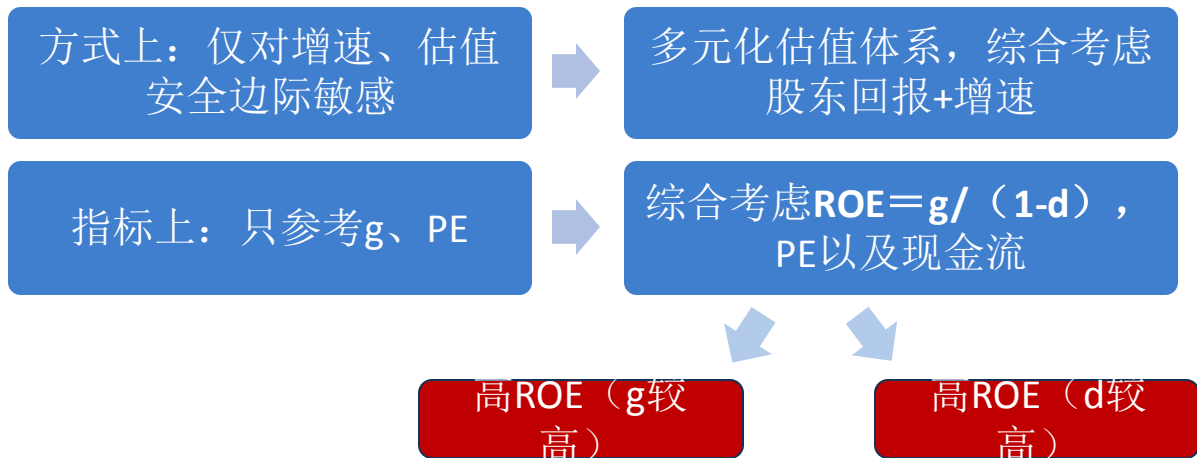 方式上：仅对增速、估值
安全边际敏感
多元化估值体系，综合考虑
股东回报+增速
指标上：只参考g、PE
综合考虑ROE＝g/（1-d），
PE以及现金流
高ROE（g较
高）
高ROE（d较
高）